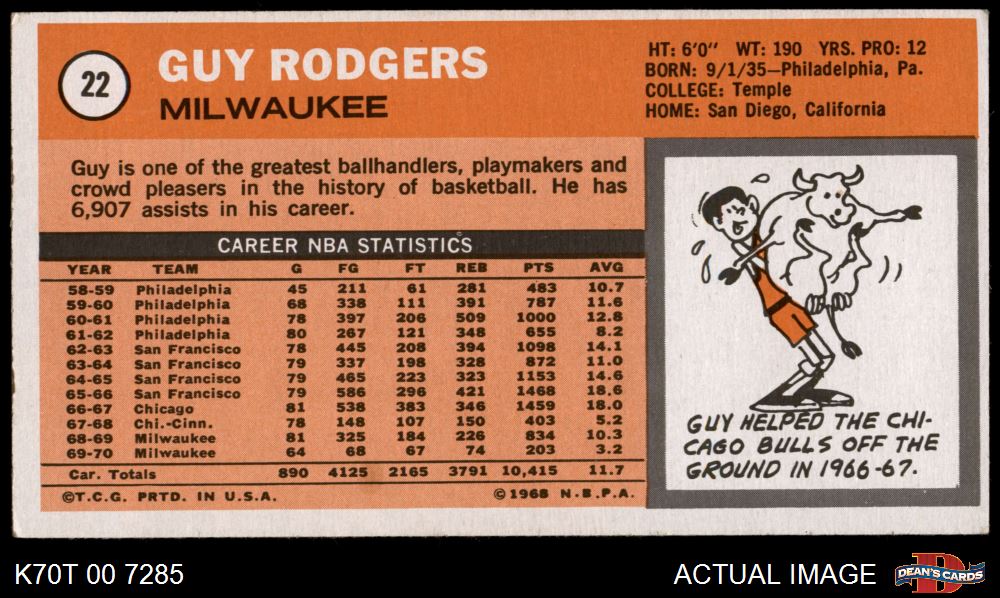 22
GUY RODGERS
MILWAUKEE
HT: 6'0" WT: 190 YRS. PRO: 12
BORN: 9/1/35—Philadelphia, Pa.
COLLEGE: Temple
HOME: San Diego, California
Guy is one of the greatest ballhandlers, playmakers and
crowd pleasers in the history of basketball. He has
6,907 assists in his career.
CAREER NBA STATISTICS
YEAR TEAM G FG FT REB PTS AVG
58-59 Philadelphia 45 211 61 281 483 10.7
59-60 Philadelphia 68 338 111 391 787 11.6
60-61 Philadelphia 78 397 206 509 1000 12.8
61-62 Philadelphia 80 267 121 348 655 8.2
62-63 San Francisco 78 445 208 394 1098 14.1
63-64 San Francisco 79 337 198 328 872 11.0
64-65 San Francisco 79 465 223 323 1153 14.6
65-66 San Francisco 79 586 296 421 1468 18.6
66-67 Chicago 81 538 383 346 1459 18.0
67-68 Chi.-Cinn. 78 148 107 150 403 5.2
68-69 Milwaukee 81 325 184 226 834 10.3
69-70 Milwaukee 64 68 67 74 203 3.2
Car. Totals 890 4125 2165 3791 10,415 11.7
©T.C.G. PRTD. IN U.S.A. ©1968 N.B.P.A.
GUY HELPED THE CHI-
CAGO BULLS OFF THE
GROUND IN 1966-67.
K70T 00 7285
ACTUAL IMAGE
D
DEAN'S CARDS